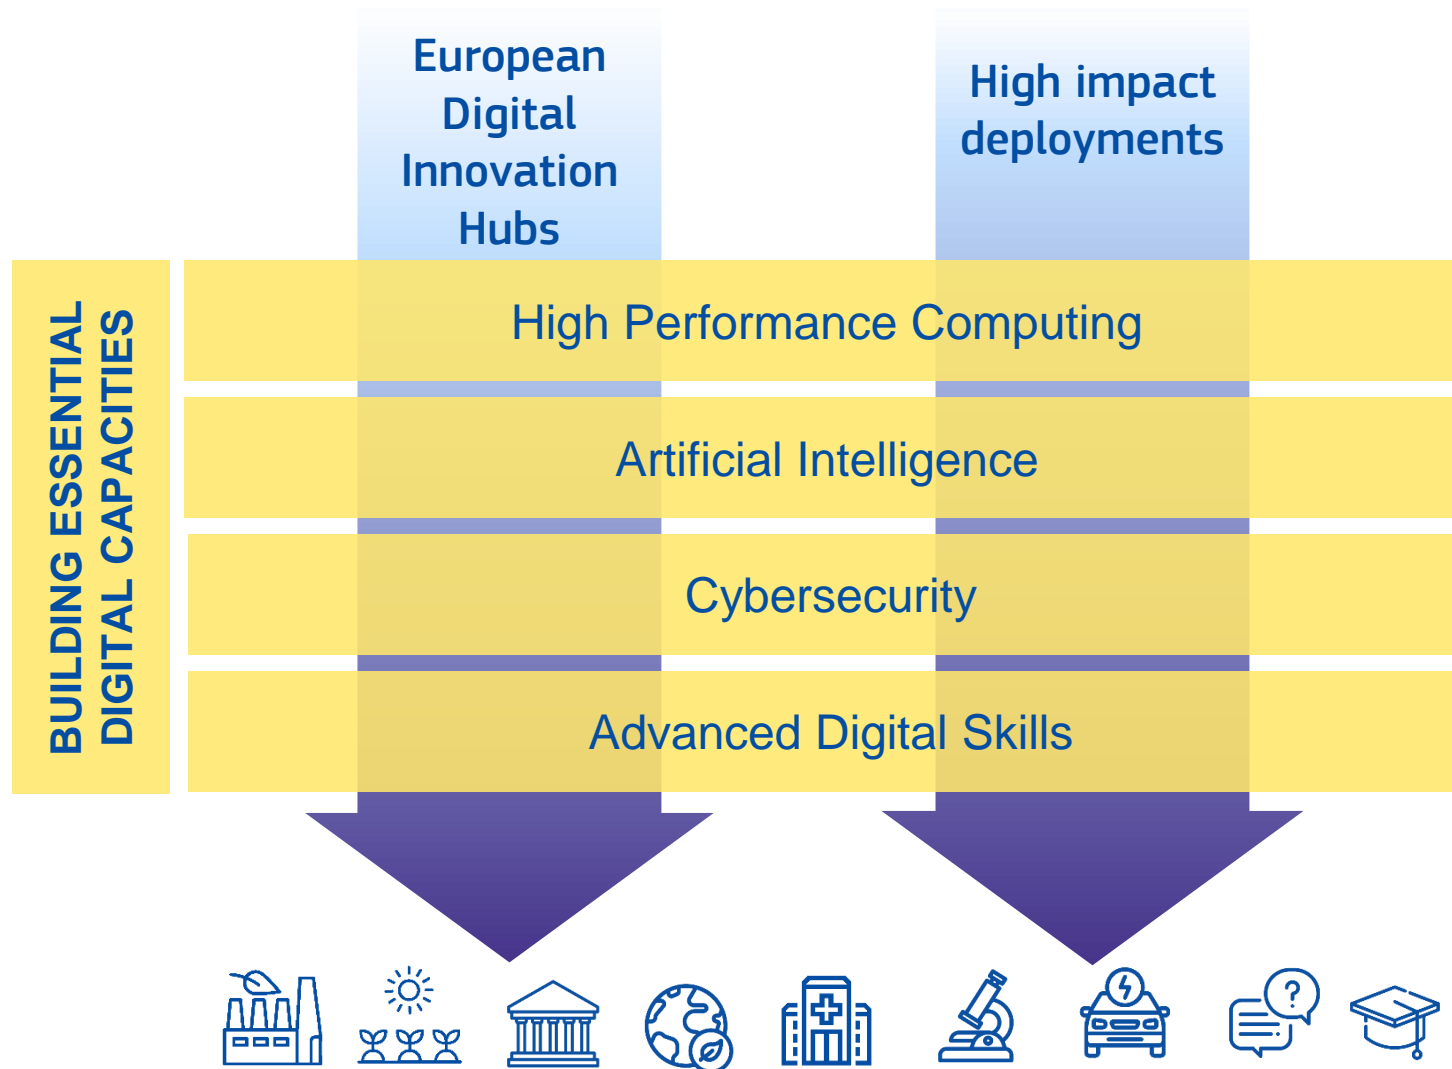 European
Digital
Innovation
Hubs
High impact
deployments
BUILDING ESSENTIAL
DIGITAL CAPACITIES
High Performance Computing
Artificial Intelligence
Cybersecurity
Advanced Digital Skills
?